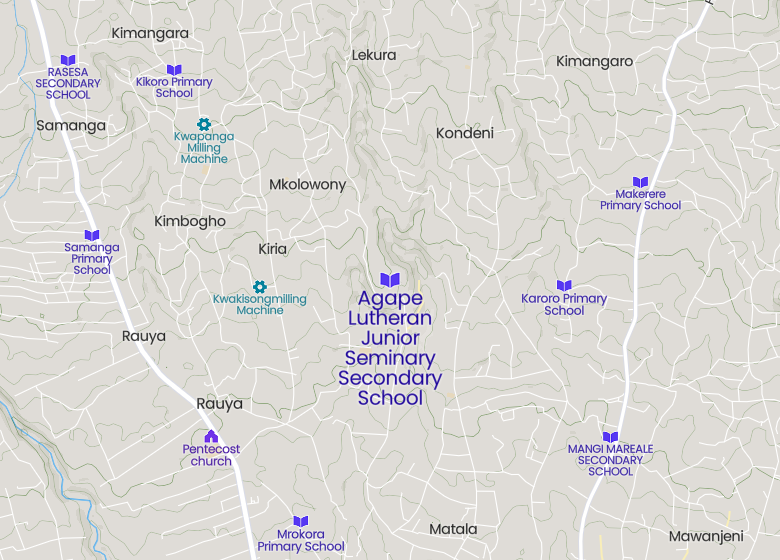 Kimangara
Lekura
Kimangaro
RASESA
SECONDARY
SCHOOL
Kikoro Primary
School
Samanga
Kwapanga
Milling
Machine
Kondeni
Mkolowony
Makerere
Primary School
Kimbogho
Kiria
Samanga
Primary
School
Kwakisongmilling
Machine
Agape
Lutheran
Junior
Seminary
Secondary
School
Karoro Primary
School
Rauya
Rauya
Pentecost
church
MANGI MAREALE
SECONDARY
SCHOOL
Mrokora
Primary School
Matala
Mawanjeni